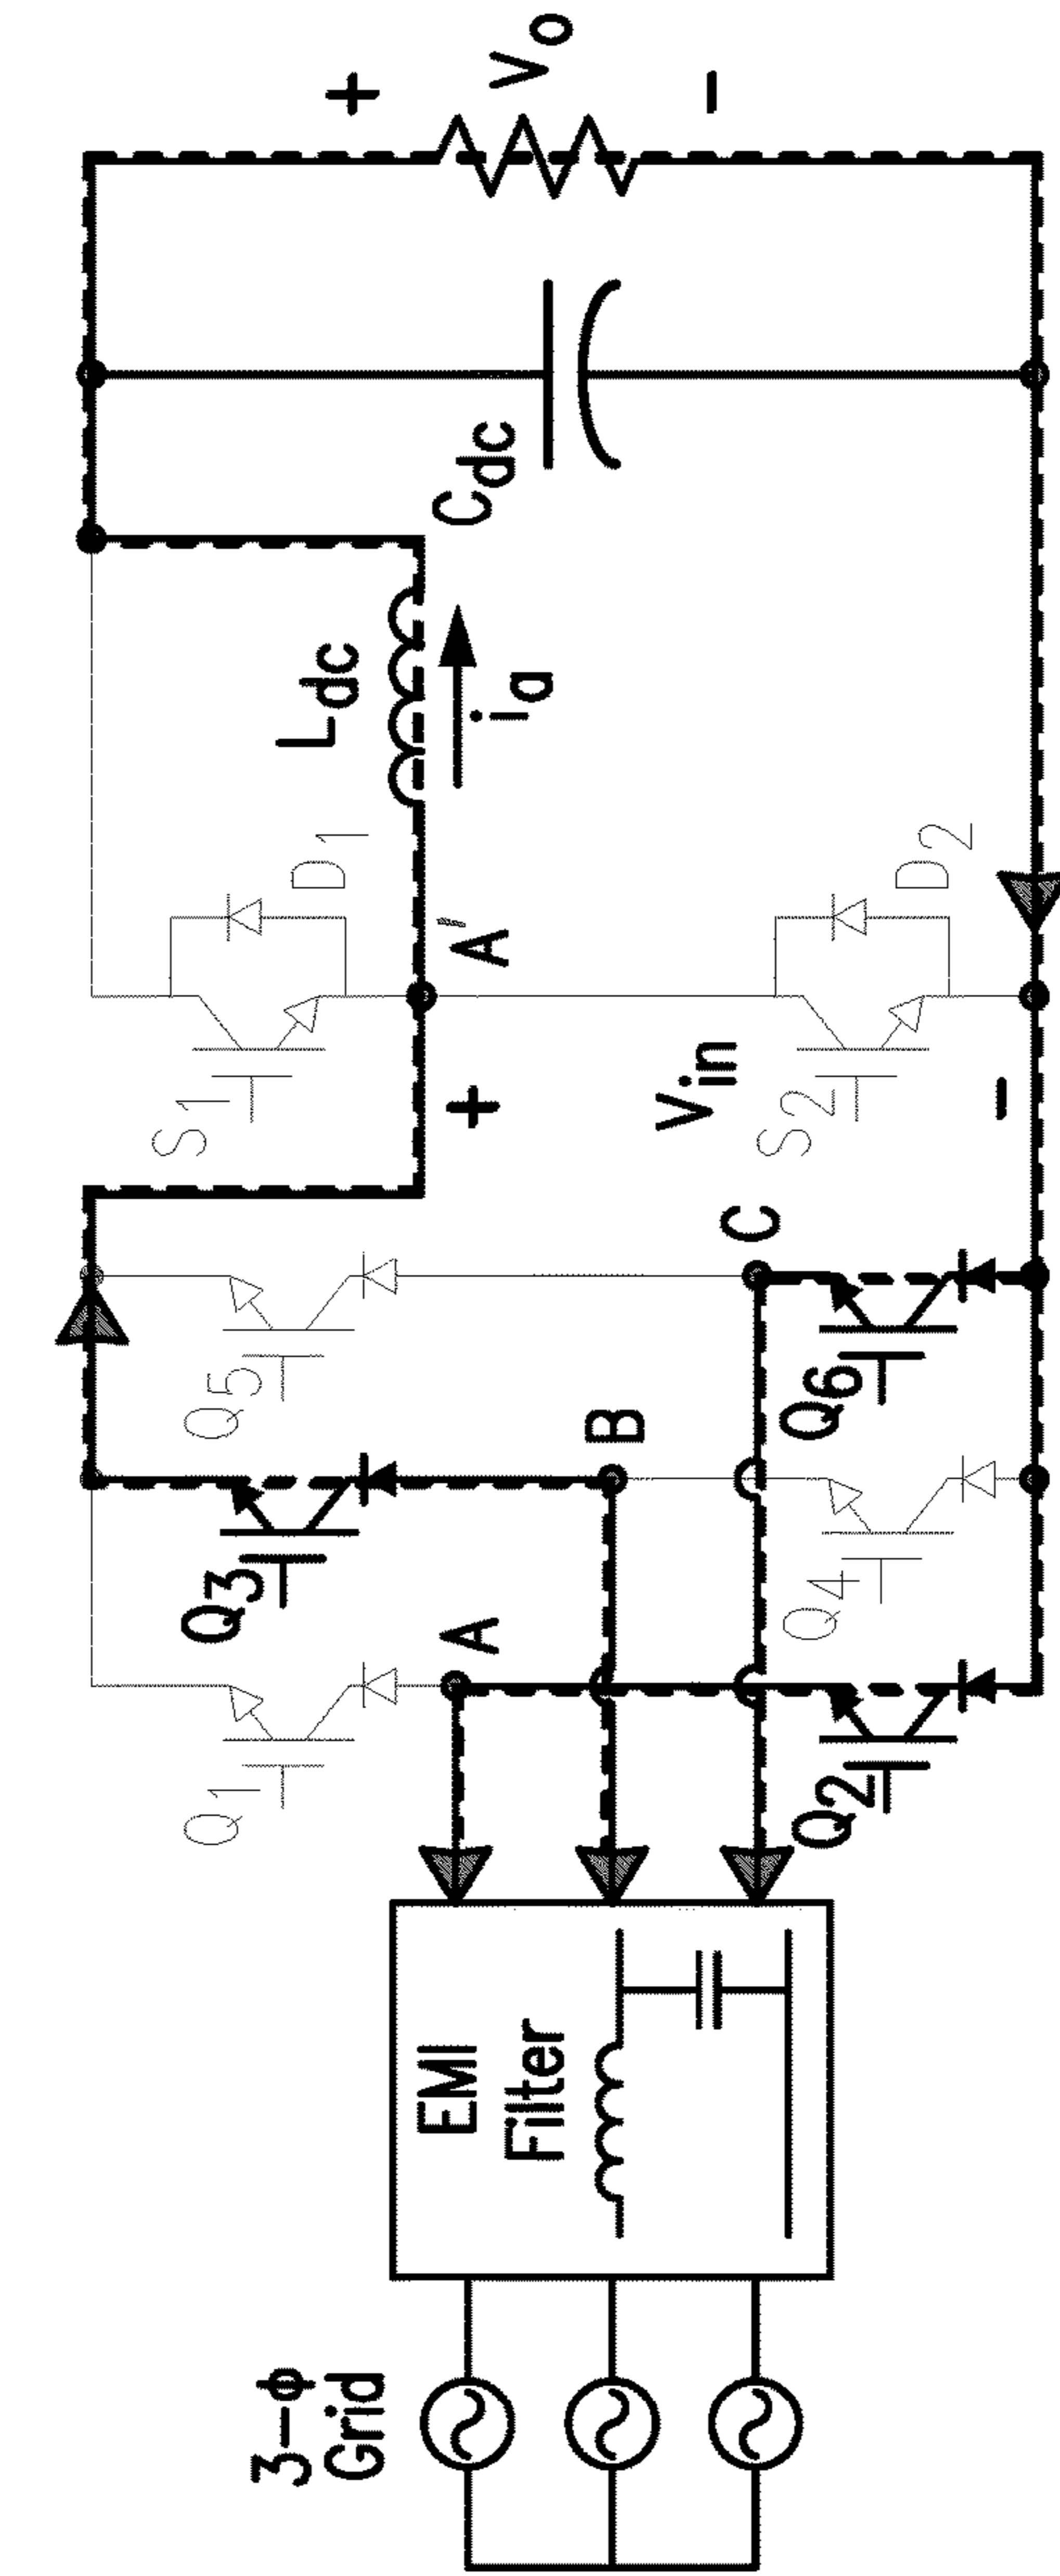 3-ϕ
Grid
EMI
Filter
A
B
C
Q1
Q3
Q5
Q2
Q4
Q6
S1
D1
S2
D2
A'
+
Vin
-
Ldc
ia
Cdc
+
Vo
-